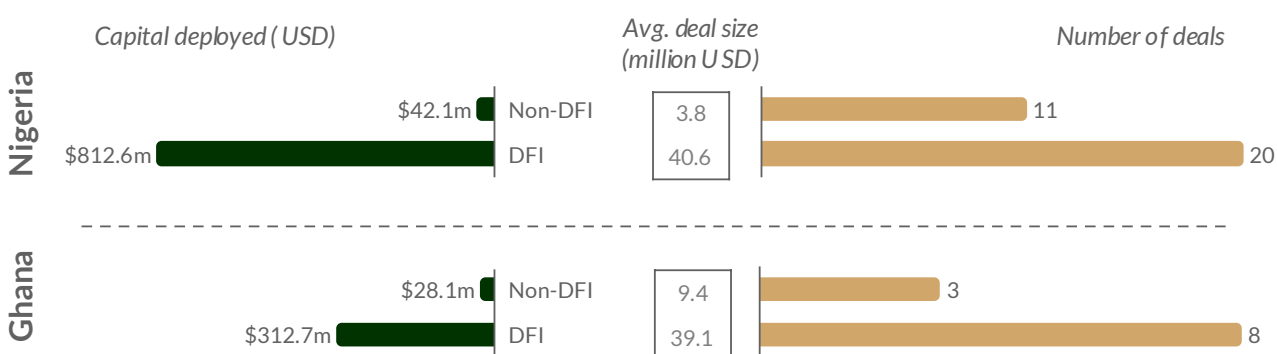 Capital deployed ( USD)
Avg. deal size
(million USD)
Number of deals
Nigeria
$42.1m Non-DFI 3.8 11
$812.6m DFI 40.6 20
Ghana
$28.1m Non-DFI 9.4 3
$312.7m DFI 39.1 8